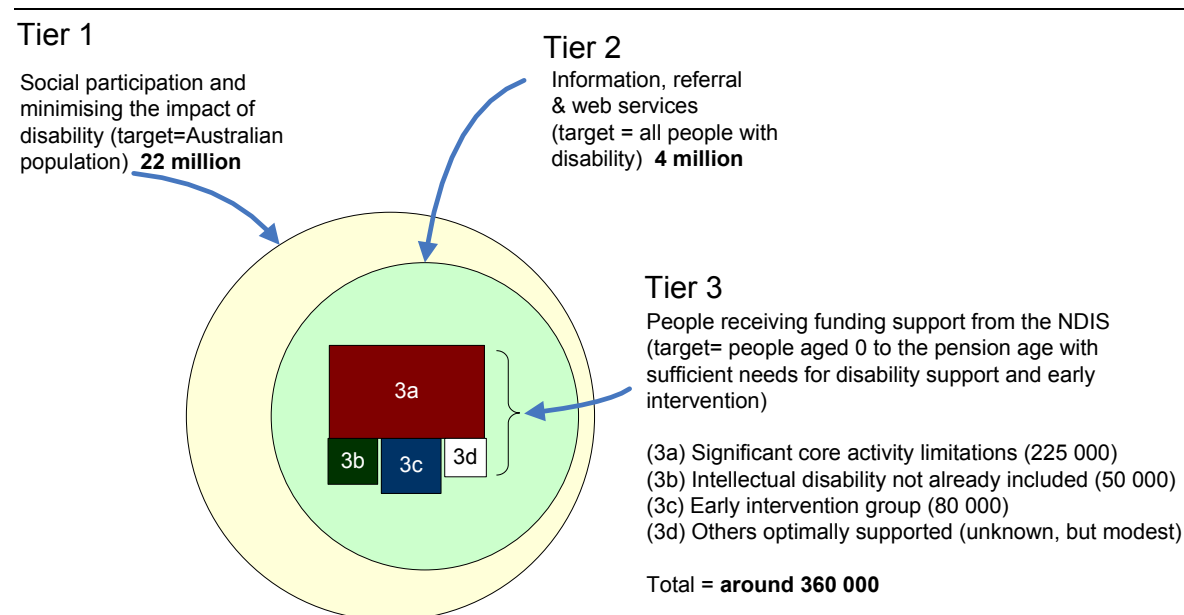 Tier 1
Social participation and
minimising the impact of
disability (target=Australian
population) 22 million
Tier 2
Information, referral
& web services
(target = all people with
disability) 4 million
Tier 3
People receiving funding support from the NDIS
(target= people aged 0 to the pension age with
sufficient needs for disability support and early
intervention)
(3a) Significant core activity limitations (225 000)
(3b) Intellectual disability not already included (50 000)
(3c) Early intervention group (80 000)
(3d) Others optimally supported (unknown, but modest)
Total = around 360 000
3a
3b
3c
3d